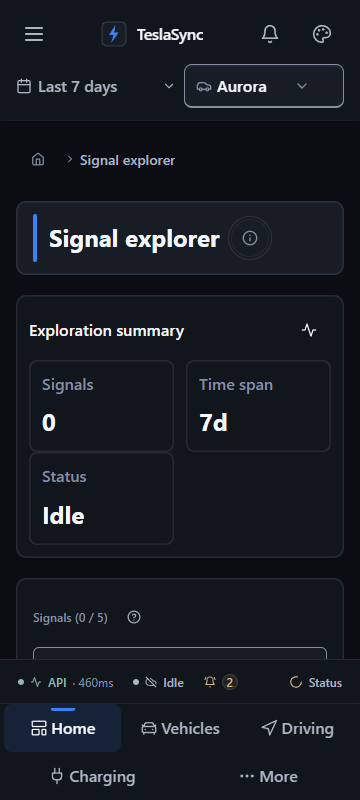 TeslaSync
Last 7 days
Aurora
Signal explorer
Signal explorer
Exploration summary
Signals
Time span
0
7d
Status
Idle
Signals (0 / 5)
API · 460ms
Idle
2
Status
Home
Vehicles
Driving
Charging
More